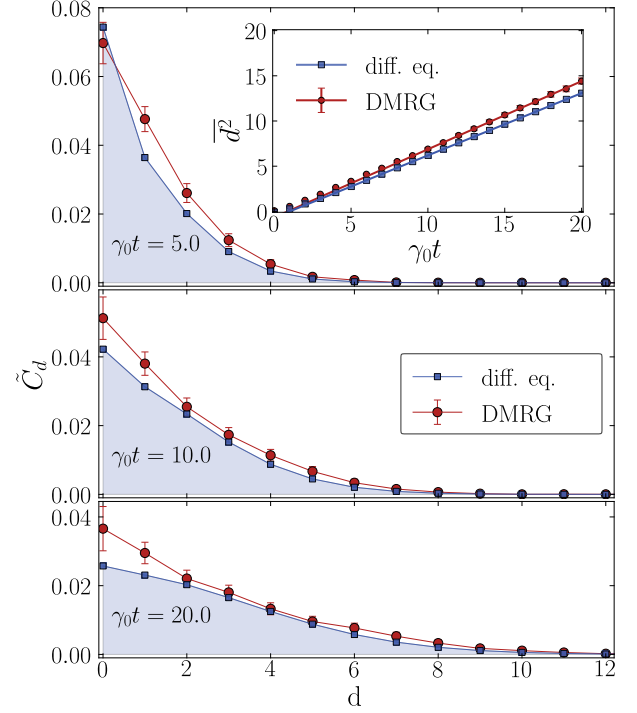 0.08
0.06
0.04
0.02
0.00
γ₀t = 5.0
20
15
10
5
0
0 5 10 15 20
\overline{d^2}
γ₀t
diff. eq.
DMRG
0.04
0.02
0.00
C̃_d
γ₀t = 10.0
diff. eq.
DMRG
0.04
0.02
0.00
γ₀t = 20.0
0 2 4 6 8 10 12
d